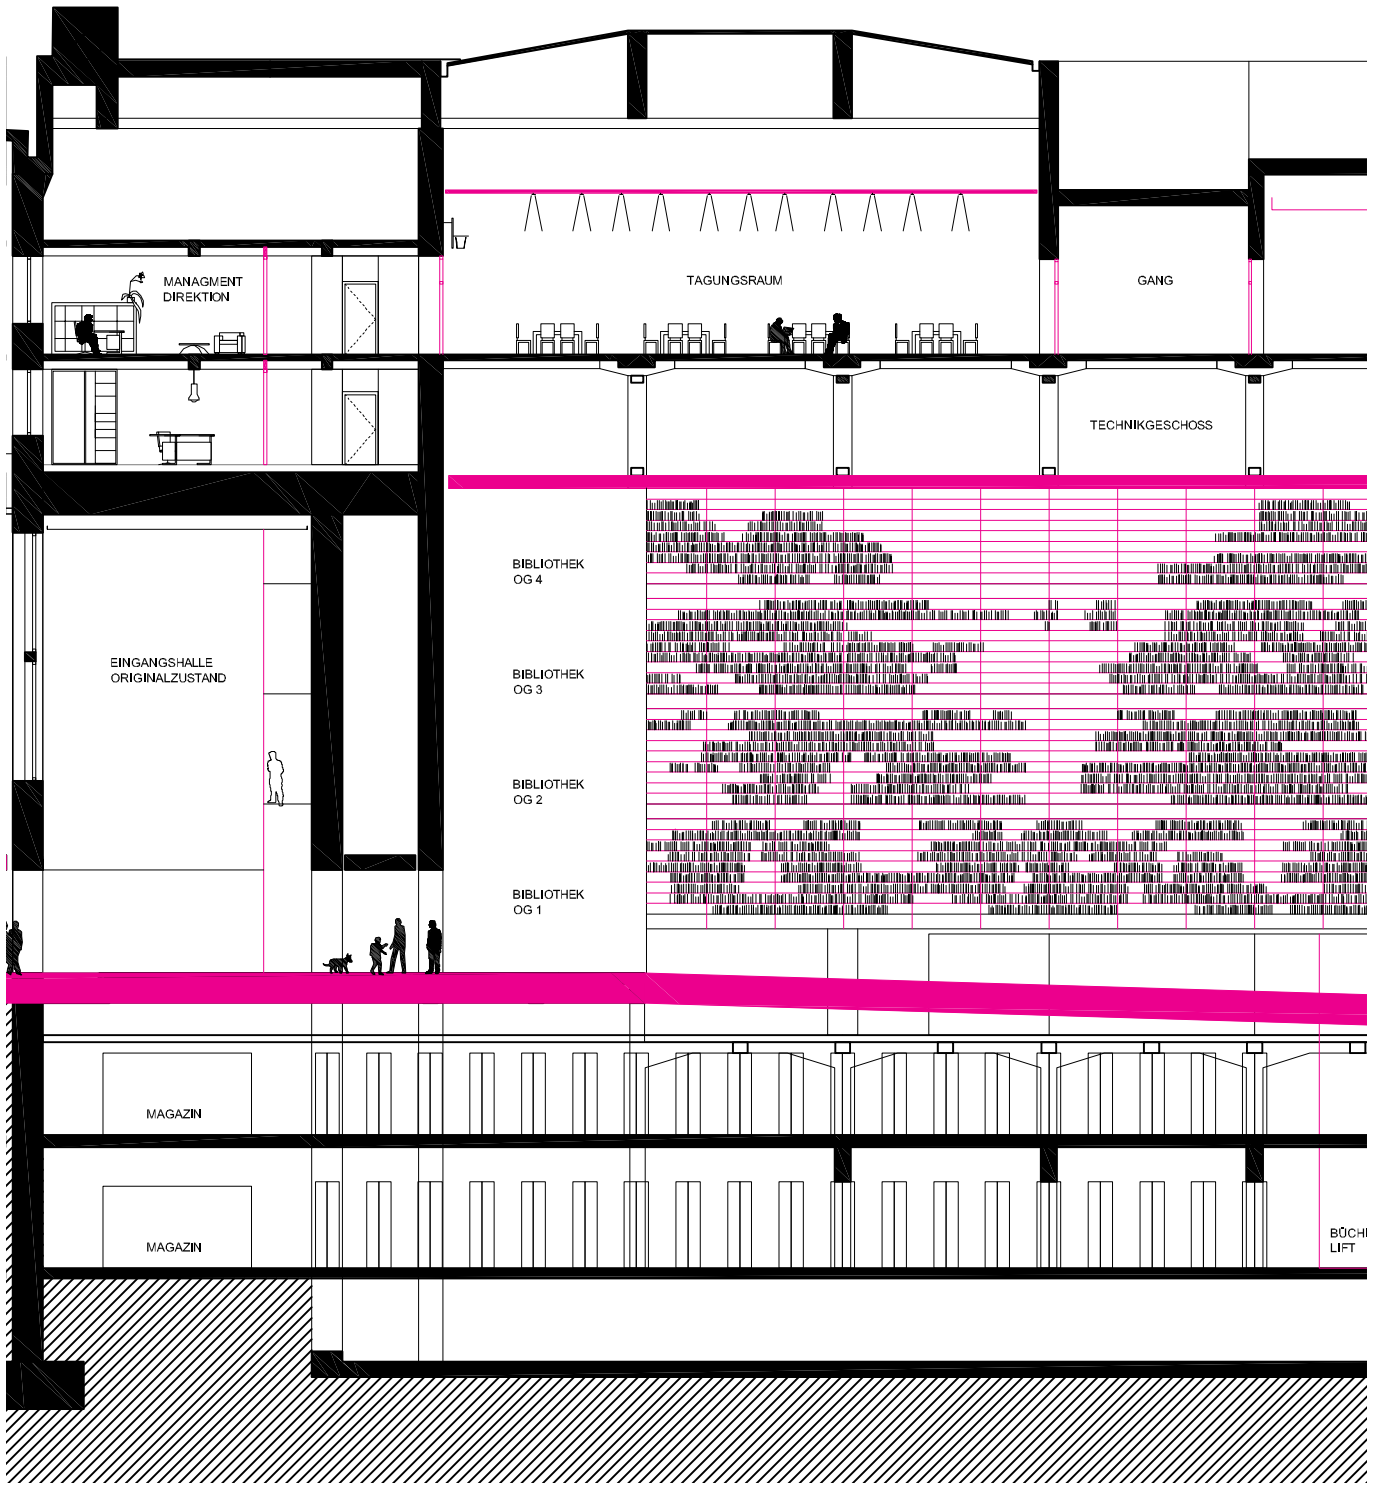 MANAGMENT
DIREKTION
TAGUNGSRAUM
GANG
TECHNIKGESCHOSS
BIBLIOTHEK
OG 4
EINGANGSHALLE
ORIGINALZUSTAND
BIBLIOTHEK
OG 3
BIBLIOTHEK
OG 2
BIBLIOTHEK
OG 1
MAGAZIN
MAGAZIN
LIFT